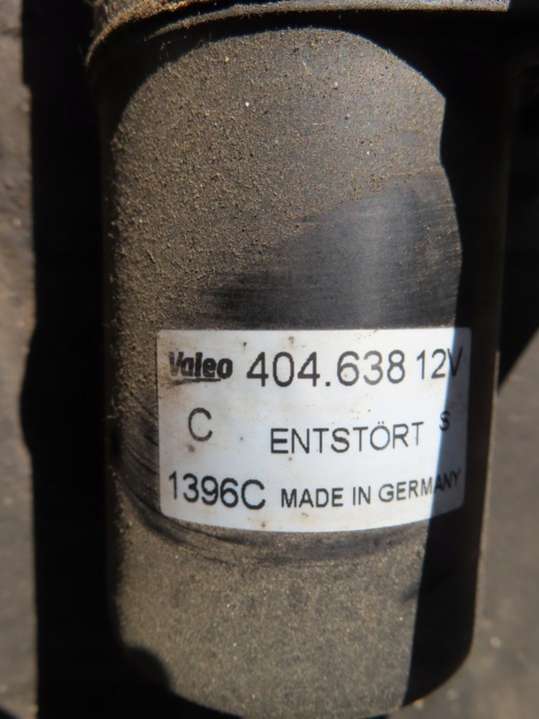 Valeo 404.638 12V
C ENTSTÖRT S
1396C MADE IN GERMANY